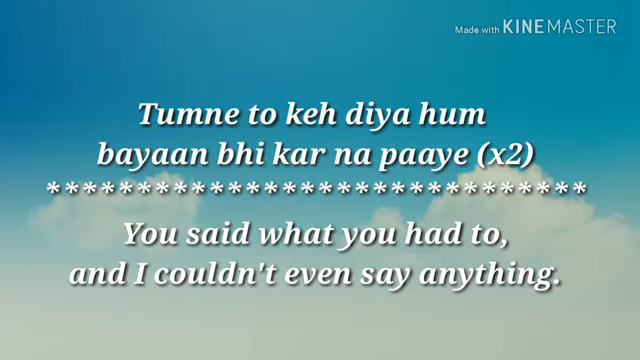 Made with KINEMASTER
Tumne to keh diya hum
bayaan bhi kar na paaye (x2)
******************************
You said what you had to,
and I couldn't even say anything.